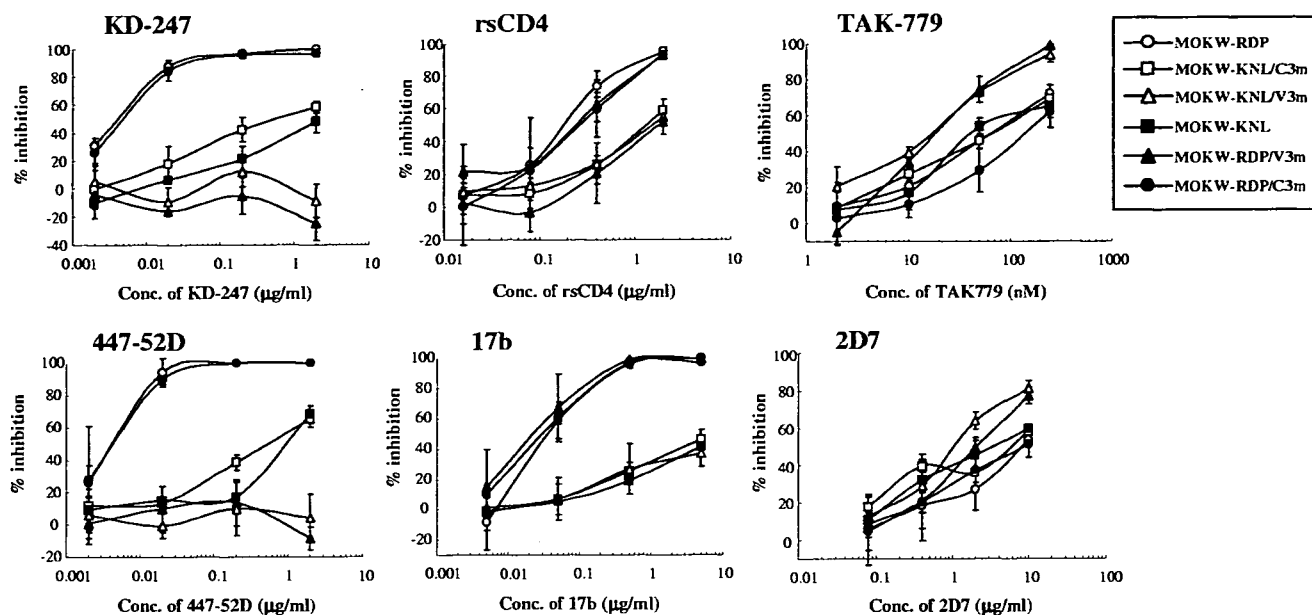 KD-247
% inhibition
100
80
60
40
20
0
-20
-40
0.001
0.01
0.1
1
10
Conc. of KD-247 (μg/ml)
rsCD4
% inhibition
100
80
60
40
20
0
-20
0.01
0.1
1
10
Conc. of rsCD4 (μg/ml)
TAK-779
% inhibition
100
80
60
40
20
0
1
10
100
1000
Conc. of TAK779 (nM)
MOKW-RDP
MOKW-KNL/C3m
MOKW-KNL/V3m
MOKW-KNL
MOKW-RDP/V3m
MOKW-RDP/C3m
447-52D
% inhibition
100
80
60
40
20
0
-20
0.001
0.01
0.1
1
10
Conc. of 447-52D (μg/ml)
17b
% inhibition
100
80
60
40
20
0
-20
0.001
0.01
0.1
1
10
Conc. of 17b (μg/ml)
2D7
% inhibition
100
80
60
40
20
0
0.01
0.1
1
10
100
Conc. of 2D7 (μg/ml)